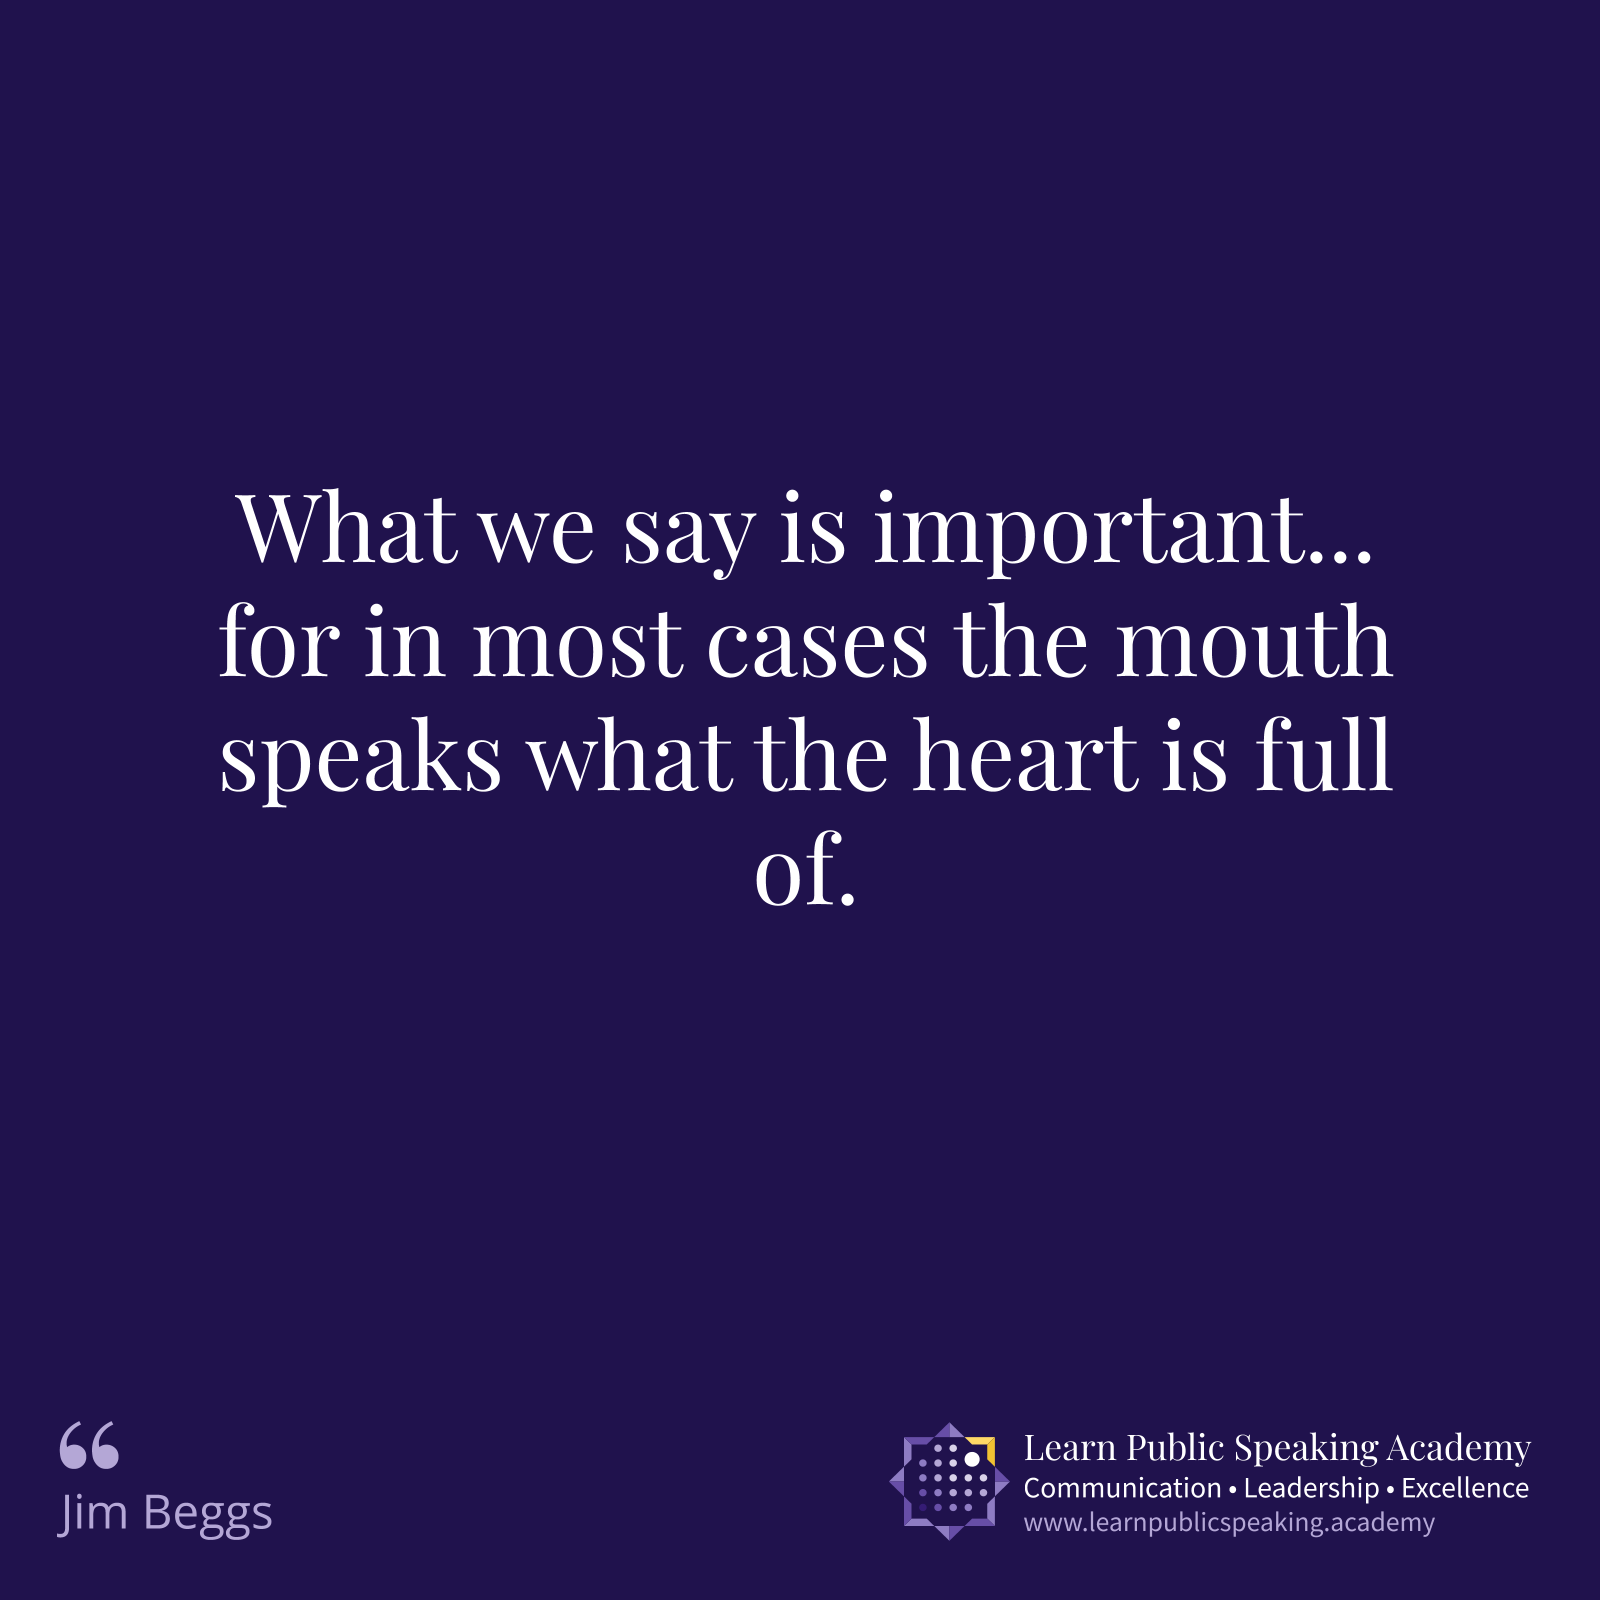 What we say is important...
for in most cases the mouth
speaks what the heart is full
of.
“
Jim Beggs
Learn Public Speaking Academy
Communication • Leadership • Excellence
www.learnpublicspeaking.academy